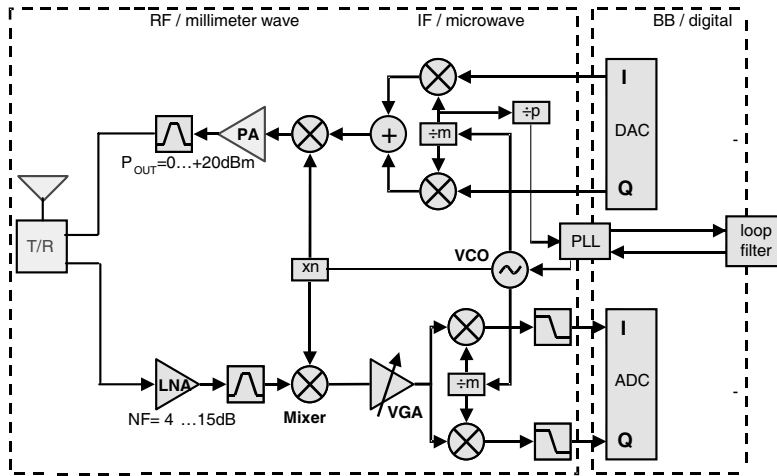 RF / millimeter wave
IF / microwave
BB / digital
I
÷p
PA
+
÷m
DAC
P_OUT=0...+20dBm
Q
T/R
VCO
PLL
loop
filter
xn
I
LNA
÷m
ADC
NF= 4 ...15dB
Mixer
VGA
Q